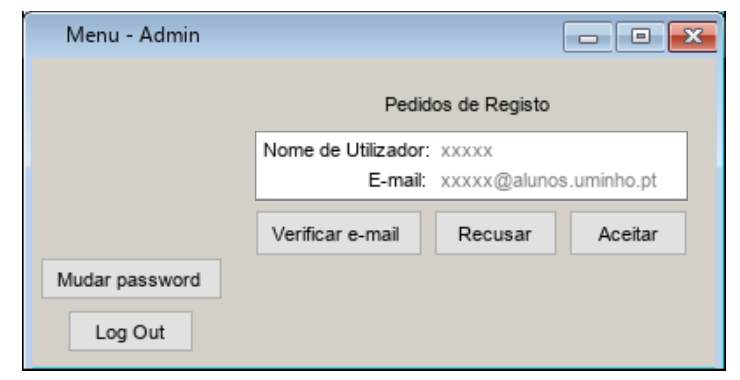 Menu - Admin
Pedidos de Registo
Nome de Utilizador: xxxxx
E-mail: xxxxx@alunos.uminho.pt
Verificar e-mail Recusar Aceitar
Mudar password
Log Out